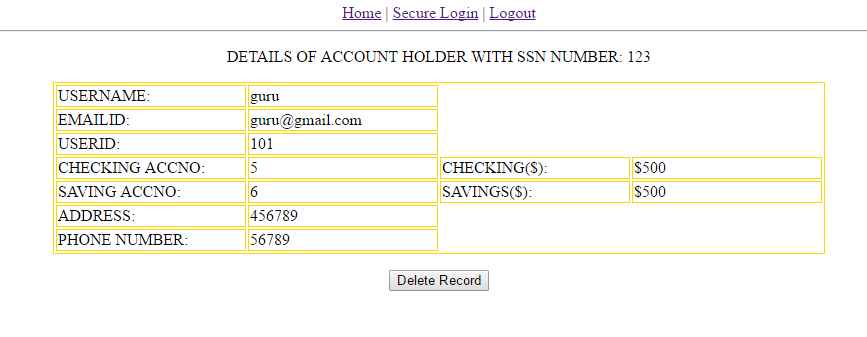 Home | Secure Login | Logout
DETAILS OF ACCOUNT HOLDER WITH SSN NUMBER: 123
USERNAME: guru
EMAILID: guru@gmail.com
USERID: 101
CHECKING ACCNO: 5 CHECKING($): $500
SAVING ACCNO: 6 SAVINGS($): $500
ADDRESS: 456789
PHONE NUMBER: 56789
Delete Record